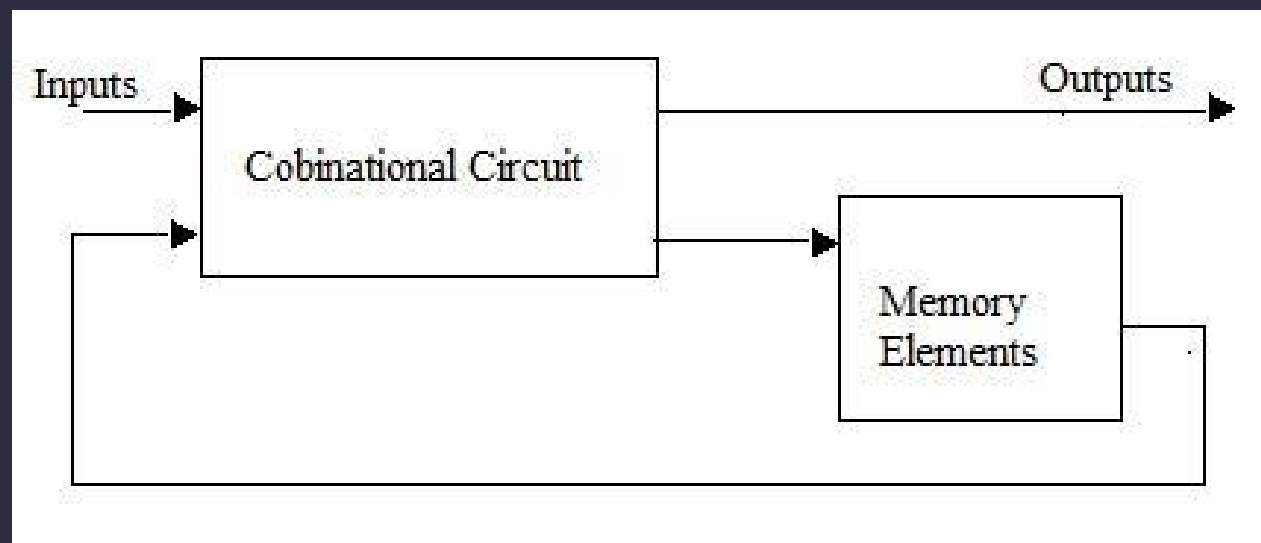 Inputs
Outputs
Cobinational Circuit
Memory
Elements